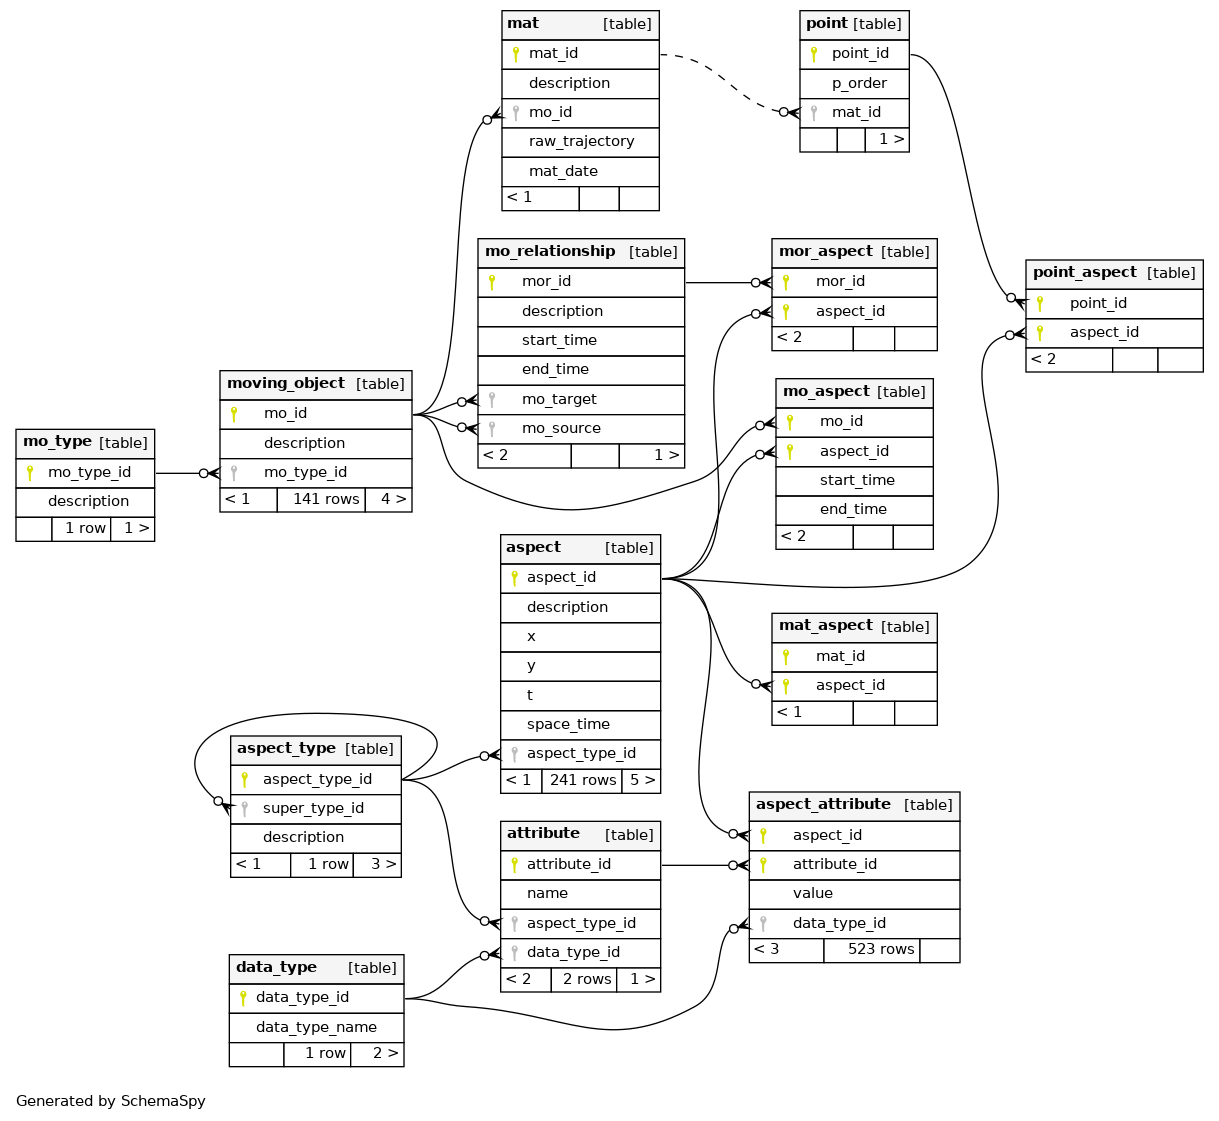 mat [table]
mat_id
description
mo_id
raw_trajectory
mat_date
< 1
point [table]
point_id
p_order
mat_id
1 >
mo_relationship [table]
mor_id
description
start_time
end_time
mo_target
mo_source
< 2 1 >
mor_aspect [table]
mor_id
aspect_id
< 2
point_aspect [table]
point_id
aspect_id
< 2
moving_object [table]
mo_id
description
mo_type_id
< 1 141 rows 4 >
mo_type [table]
mo_type_id
description
1 row 1 >
mo_aspect [table]
mo_id
aspect_id
start_time
end_time
< 2
aspect [table]
aspect_id
description
x
y
t
space_time
aspect_type_id
< 1 241 rows 5 >
mat_aspect [table]
mat_id
aspect_id
< 1
aspect_type [table]
aspect_type_id
super_type_id
description
< 1 1 row 3 >
attribute [table]
attribute_id
name
aspect_type_id
data_type_id
< 2 2 rows 1 >
aspect_attribute [table]
aspect_id
attribute_id
value
data_type_id
< 3 523 rows
data_type [table]
data_type_id
data_type_name
1 row 2 >
Generated by SchemaSpy